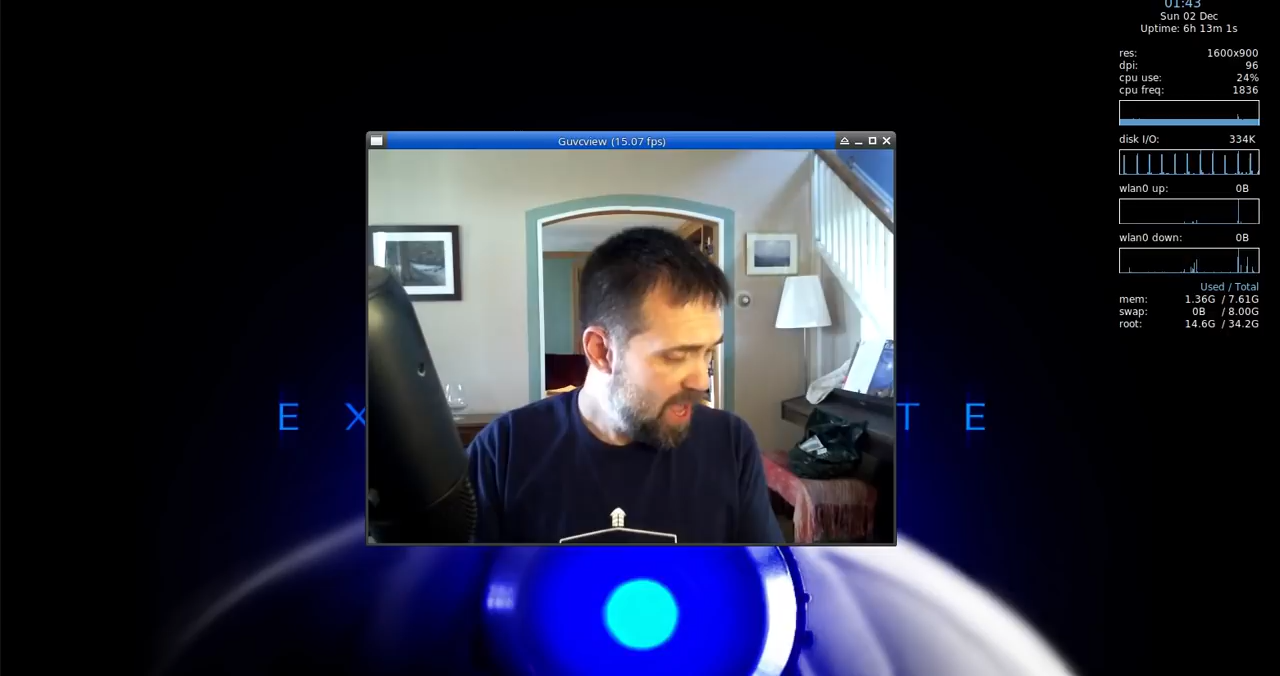 01:43
Sun 02 Dec
Uptime: 6h 13m 1s
res: 1600x900
dpi: 96
cpu use: 24%
cpu freq: 1836
Guvcview (15.07 fps)
disk I/O: 334K
wlan0 up: 0B
wlan0 down: 0B
Used / Total
mem: 1.36G / 7.61G
swap: 0B / 8.00G
root: 14.6G / 34.2G
E X T E